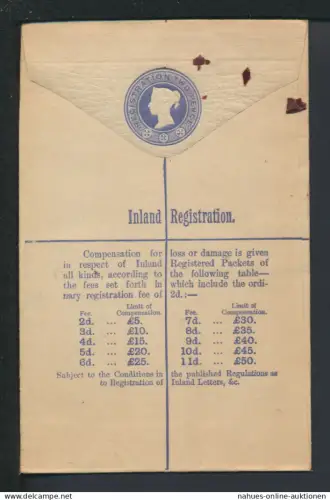 REGISTRATION TWO PENCE
Inland Registration.
Compensation for loss or damage is given
in respect of Inland Registered Packets of
all kinds, according to the following table—
the fees set forth in which include the ordi-
nary registration fee of 2d.:—
Fee. Limit of Compensation. Fee. Limit of Compensation.
2d. ... £5. 7d. ... £30.
3d. ... £10. 8d. ... £35.
4d. ... £15. 9d. ... £40.
5d. ... £20. 10d. ... £45.
6d. ... £25. 11d. ... £50.
Subject to the Conditions in the published Regulations as
to Registration of Inland Letters, &c.
www.nahues-online-auktionen